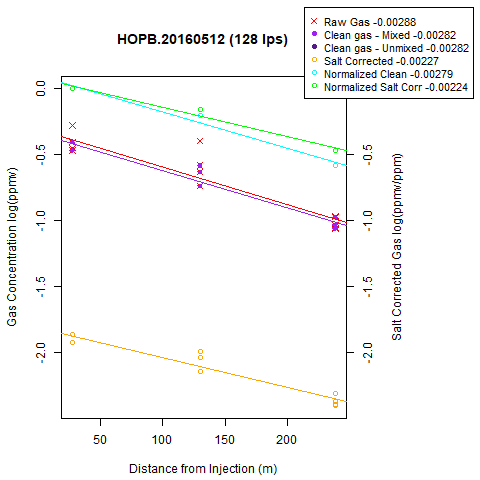 HOPB.20160512 (128 lps)
Raw Gas -0.00288
Clean gas - Mixed -0.00282
Clean gas - Unmixed -0.00282
Salt Corrected -0.00227
Normalized Clean -0.00279
Normalized Salt Corr -0.00224
Gas Concentration log(ppmv)
0.0
-0.5
-1.0
-1.5
-2.0
0.0
-0.5
-1.0
-1.5
-2.0
Salt Corrected Gas log(ppmv/ppm)
50 100 150 200
Distance from Injection (m)